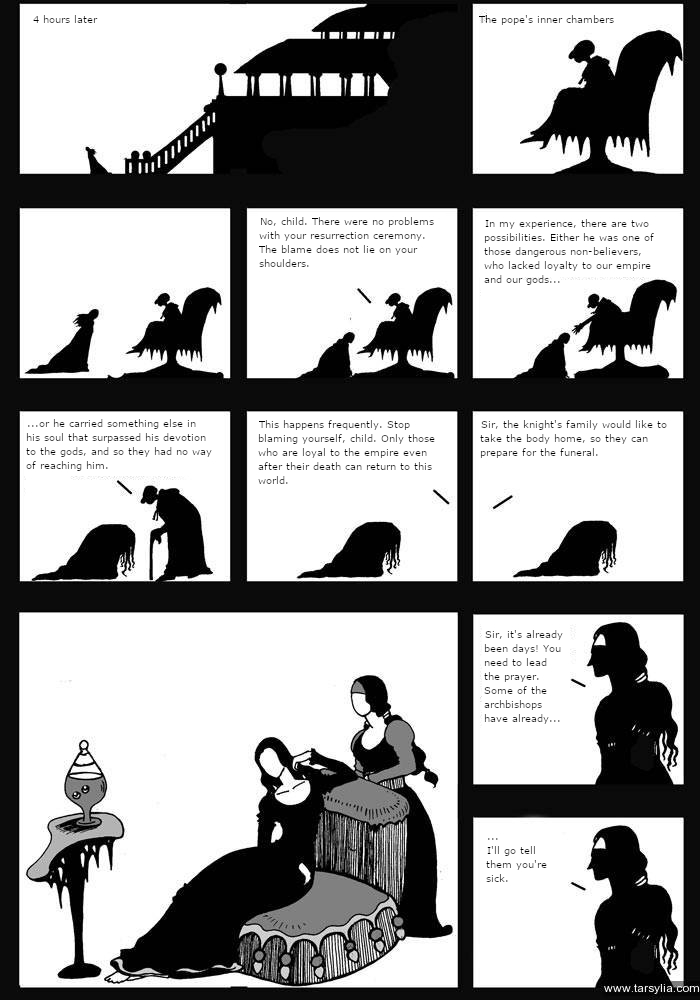 4 hours later
The pope's inner chambers
No, child. There were no problems
with your resurrection ceremony.
The blame does not lie on your
shoulders.
In my experience, there are two
possibilities. Either he was one of
those dangerous non-believers,
who lacked loyalty to our empire
and our gods...
...or he carried something else in
his soul that surpassed his devotion
to the gods, and so they had no way
of reaching him.
This happens frequently. Stop
blaming yourself, child. Only those
who are loyal to the empire even
after their death can return to this
world.
Sir, the knight's family would like to
take the body home, so they can
prepare for the funeral.
Sir, it's already
been days! You
need to lead
the prayer.
Some of the
archbishops
have already...
...
I'll go tell
them you're
sick.
www.tarsylia.com